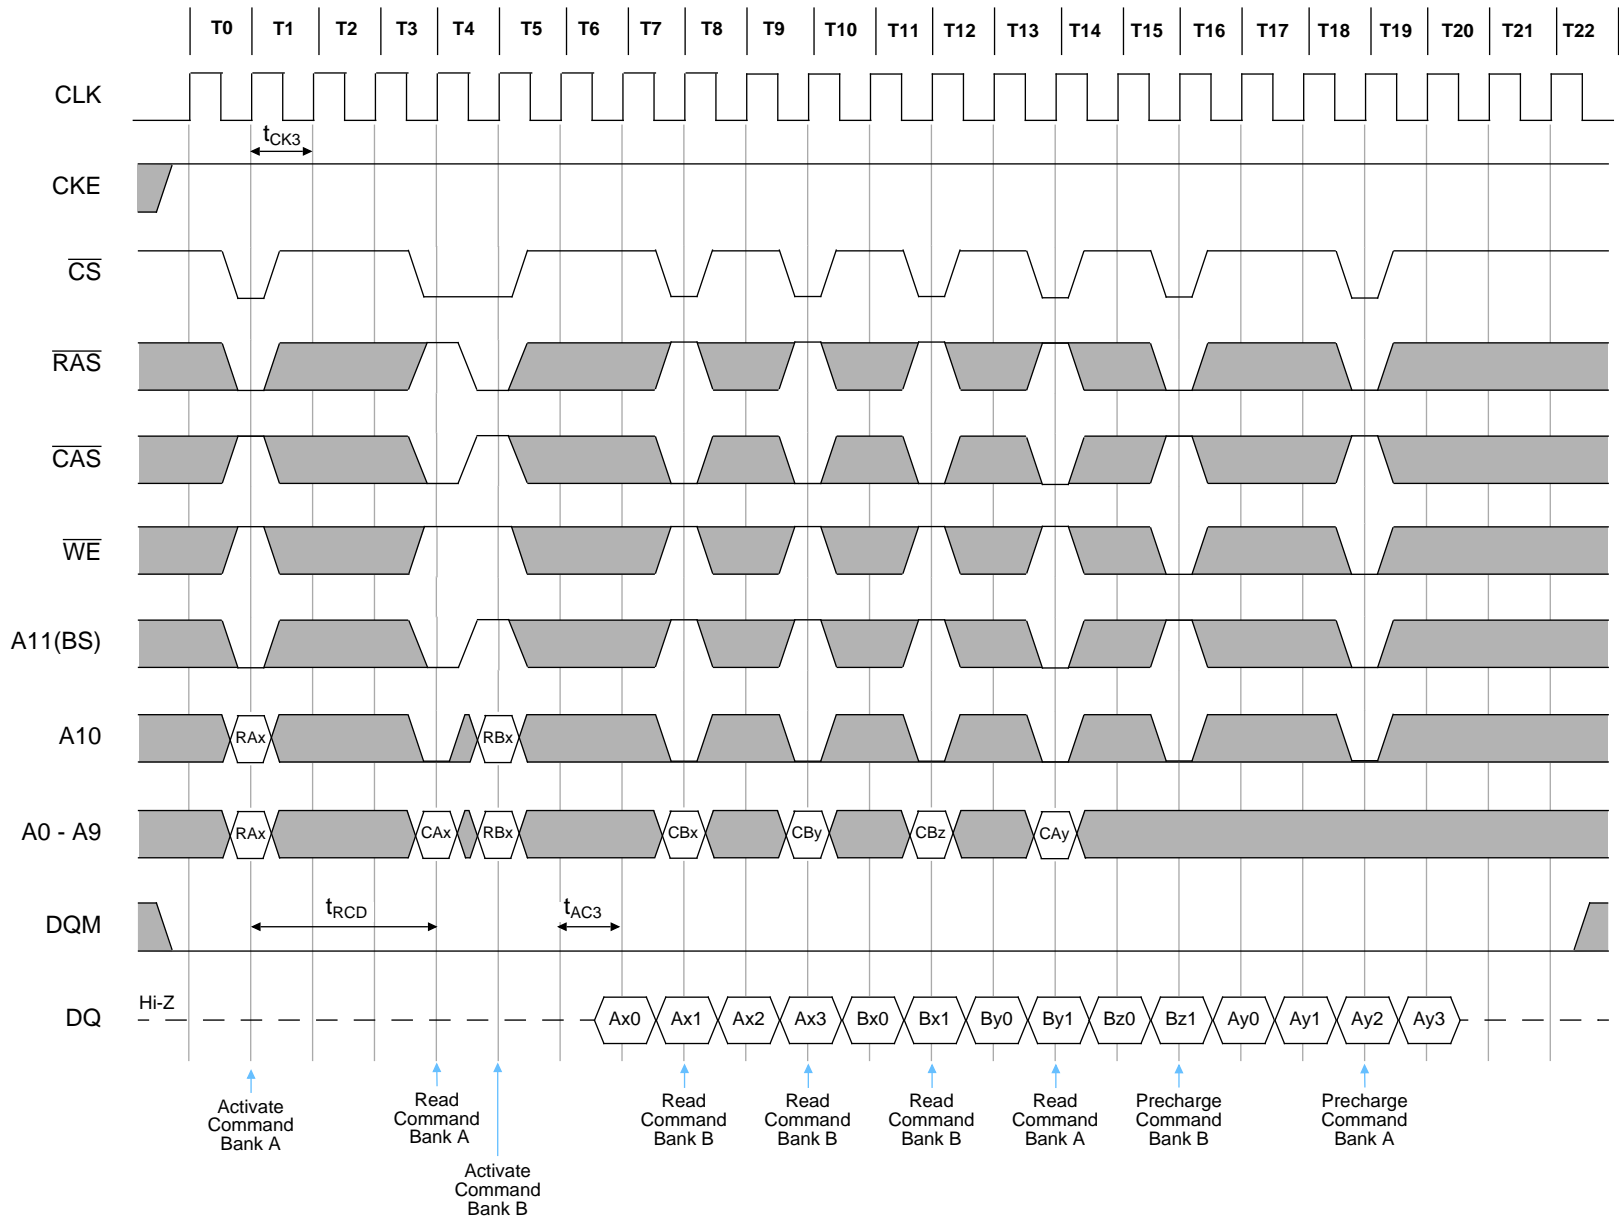 T0 T1 T2 T3 T4 T5 T6 T7 T8 T9 T10 T11 T12 T13 T14 T15 T16 T17 T18 T19 T20 T21 T22
CLK
tCK3
CKE
CS
RAS
CAS
WE
A11(BS)
A10
RAx RBx
A0 - A9
RAx CAx RBx CBx CBy CBz CAy
DQM
tRCD tAC3
DQ
Hi-Z
Ax0 Ax1 Ax2 Ax3 Bx0 Bx1 By0 By1 Bz0 Bz1 Ay0 Ay1 Ay2 Ay3
Activate
Command
Bank A
Read
Command
Bank A
Activate
Command
Bank B
Read
Command
Bank B
Read
Command
Bank B
Read
Command
Bank B
Read
Command
Bank A
Precharge
Command
Bank B
Precharge
Command
Bank A